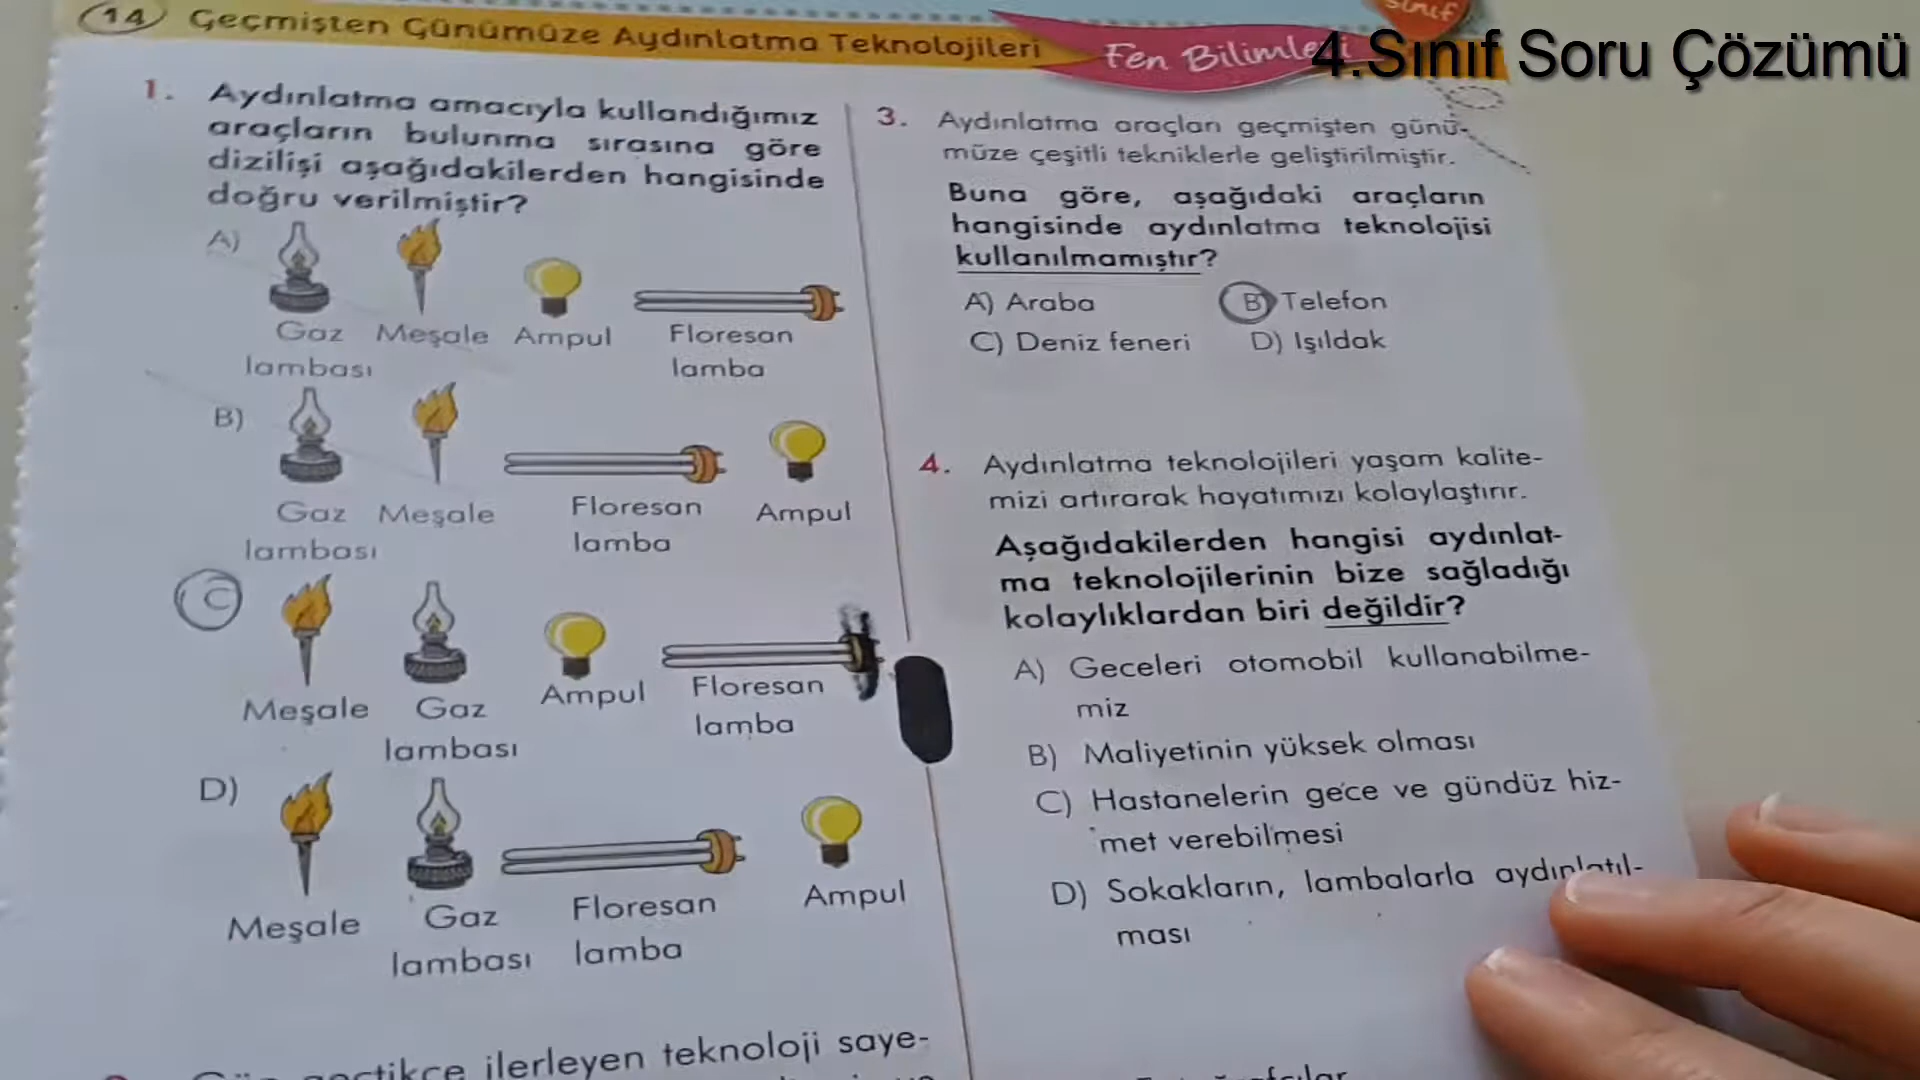 14 Geçmişten Günümüze Aydınlatma Teknolojileri
Fen Bilimleri
4.Sınıf Soru Çözümü
1. Aydınlatma amacıyla kullandığımız
araçların bulunma sırasına göre
dizilişi aşağıdakilerden hangisinde
doğru verilmiştir?
A)
Gaz Meşale Ampul Floresan
lambası lamba
B)
Gaz Meşale Floresan Ampul
lambası lamba
C
Meşale Gaz Ampul Floresan
lambası lamba
D)
Meşale Gaz Floresan Ampul
lambası lamba
ilerleyen teknoloji saye-
3. Aydınlatma araçları geçmişten günü-
müze çeşitli tekniklerle geliştirilmiştir.
Buna göre, aşağıdaki araçların
hangisinde aydınlatma teknolojisi
kullanılmamıştır?
A) Araba B) Telefon
C) Deniz feneri D) Işıldak
4. Aydınlatma teknolojileri yaşam kalite-
mizi artırarak hayatımızı kolaylaştırır.
Aşağıdakilerden hangisi aydınlat-
ma teknolojilerinin bize sağladığı
kolaylıklardan biri değildir?
A) Geceleri otomobil kullanabilme-
miz
B) Maliyetinin yüksek olması
C) Hastanelerin gece ve gündüz hiz-
met verebilmesi
D) Sokakların, lambalarla aydınlatıl-
ması